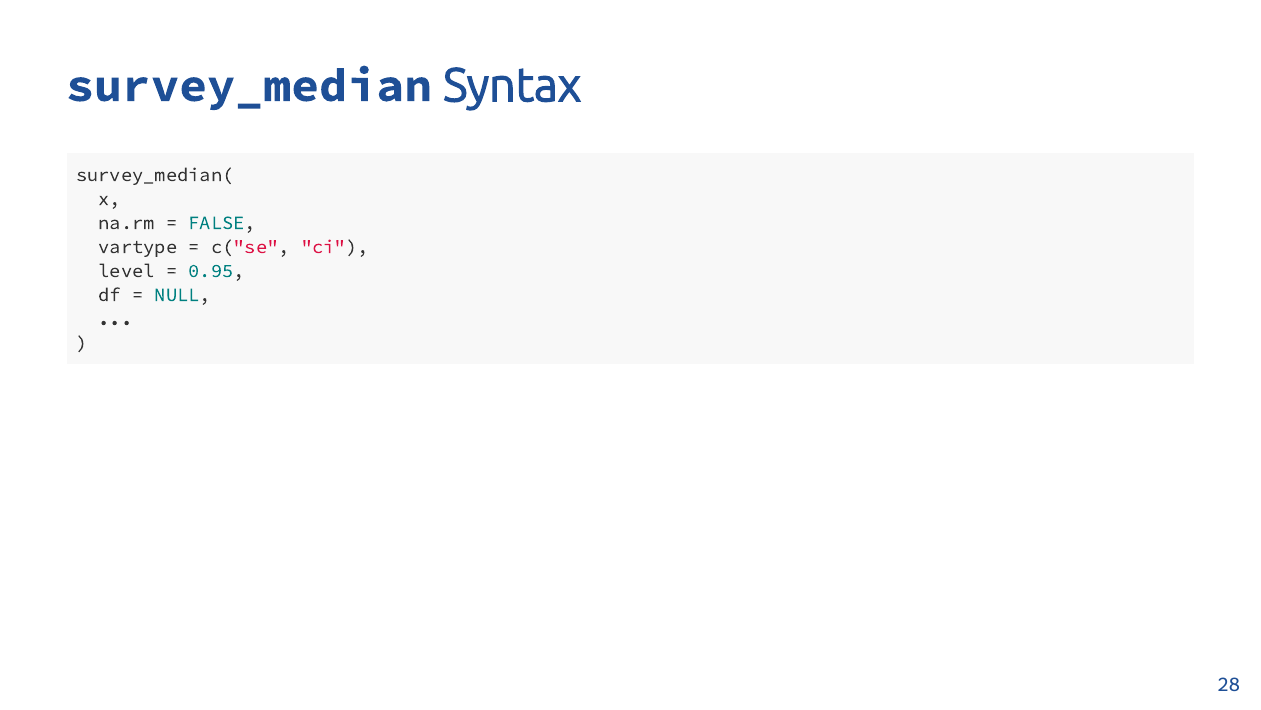 survey_median Syntax
survey_median(
  x,
  na.rm = FALSE,
  vartype = c("se", "ci"),
  level = 0.95,
  df = NULL,
  ...
)
28